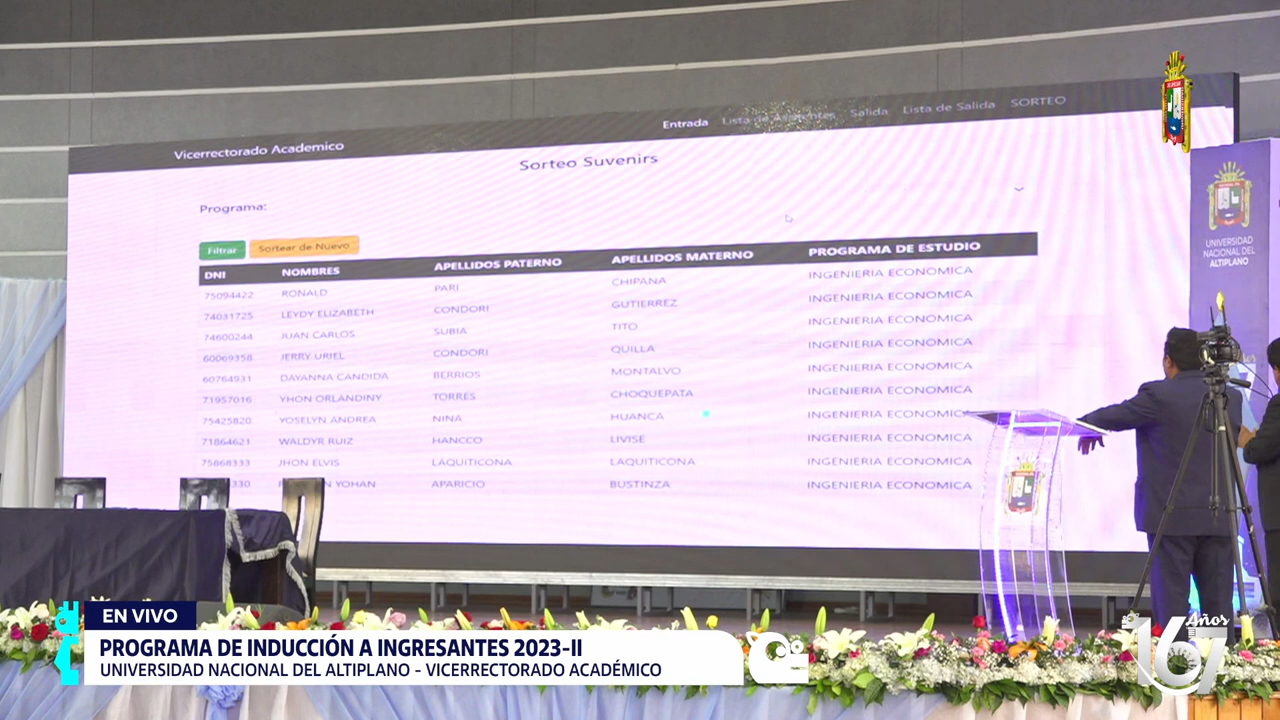 Vicerrectorado Academico
Entrada Lista de Asistentes Salida Lista de Salida SORTEO
Sorteo Suvenirs
Programa:
Filtrar Sortear de Nuevo
DNI NOMBRES APELLIDOS PATERNO APELLIDOS MATERNO PROGRAMA DE ESTUDIO
75094422 RONALD PARI CHIPANA INGENIERIA ECONOMICA
74031725 LEYDY ELIZABETH CONDORI GUTIERREZ INGENIERIA ECONOMICA
74600244 JUAN CARLOS SUBIA TITO INGENIERIA ECONOMICA
60069358 JERRY URIEL CONDORI QUILLA INGENIERIA ECONOMICA
60764931 DAYANNA CANDIDA BERRIOS MONTALVO INGENIERIA ECONOMICA
71957016 YHON ORLANDINY TORRES CHOQUEPATA INGENIERIA ECONOMICA
75425820 YOSELYN ANDREA NINA HUANCA INGENIERIA ECONOMICA
71864621 WALDYR RUIZ HANCCO LIVISE INGENIERIA ECONOMICA
75868333 JHON ELVIS LAQUITICONA LAQUITICONA INGENIERIA ECONOMICA
YOHAN APARICIO BUSTINZA INGENIERIA ECONOMICA
UNIVERSIDAD
NACIONAL DEL
ALTIPLANO
EN VIVO
PROGRAMA DE INDUCCIÓN A INGRESANTES 2023-II
UNIVERSIDAD NACIONAL DEL ALTIPLANO - VICERRECTORADO ACADÉMICO
167 Años